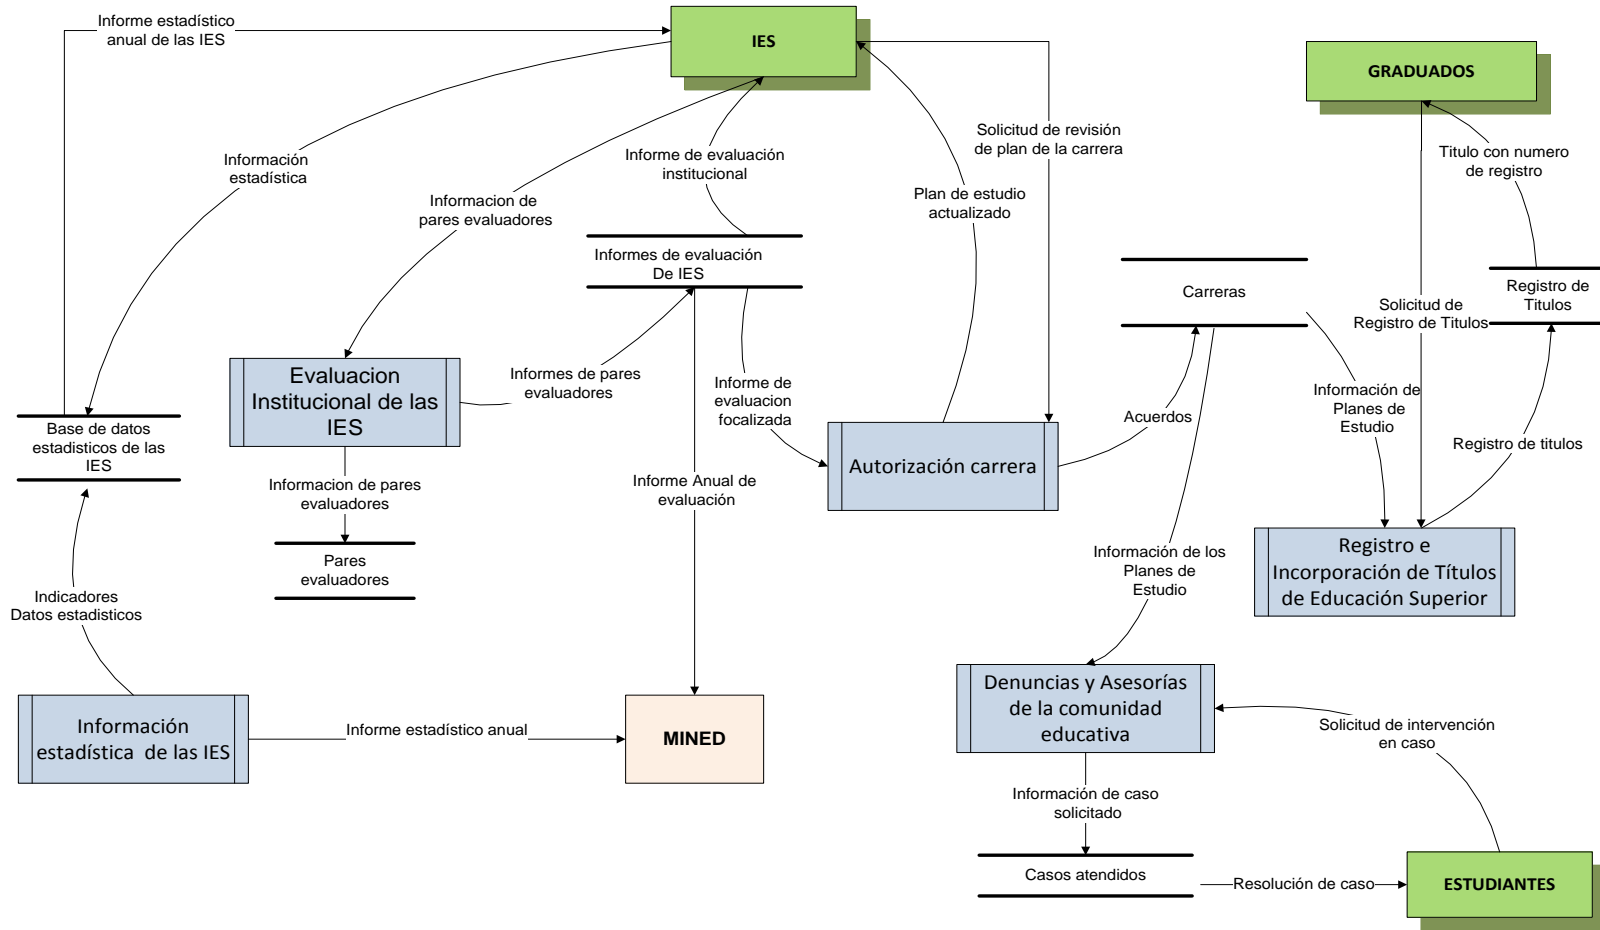 Informe estadístico
anual de las IES
IES
GRADUADOS
Información
estadística
Informacion de
pares evaluadores
Informe de evaluación
institucional
Solicitud de revisión
de plan de la carrera
Plan de estudio
actualizado
Titulo con numero
de registro
Informes de evaluación
De IES
Carreras
Registro de
Titulos
Solicitud de
Registro de Titulos
Evaluacion
Institucional de las
IES
Informes de pares
evaluadores
Informe de
evaluacion
focalizada
Acuerdos
Información de
Planes de
Estudio
Registro de titulos
Base de datos
estadisticos de las
IES
Autorización carrera
Informacion de pares
evaluadores
Informe Anual de
evaluación
Pares
evaluadores
Información de los
Planes de
Estudio
Registro e
Incorporación de Títulos
de Educación Superior
Indicadores
Datos estadisticos
Información
estadística  de las IES
Informe estadístico anual
MINED
Denuncias y Asesorías
de la comunidad
educativa
Solicitud de intervención
en caso
Información de caso
solicitado
Casos atendidos
Resolución de caso
ESTUDIANTES